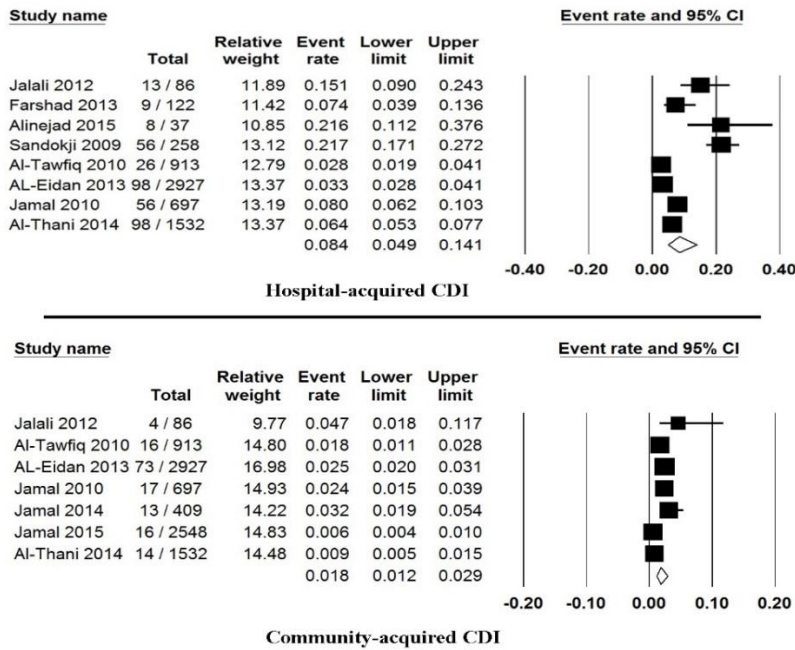 Study name Event rate and 95% CI
Total Relative weight Event rate Lower limit Upper limit
Jalali 2012 13 / 86 11.89 0.151 0.090 0.243
Farshad 2013 9 / 122 11.42 0.074 0.039 0.136
Alinejad 2015 8 / 37 10.85 0.216 0.112 0.376
Sandokji 2009 56 / 258 13.12 0.217 0.171 0.272
Al-Tawfiq 2010 26 / 913 12.79 0.028 0.019 0.041
AL-Eidan 2013 98 / 2927 13.37 0.033 0.028 0.041
Jamal 2010 56 / 697 13.19 0.080 0.062 0.103
Al-Thani 2014 98 / 1532 13.37 0.064 0.053 0.077
0.084 0.049 0.141
-0.40 -0.20 0.00 0.20 0.40
Hospital-acquired CDI
Study name Event rate and 95% CI
Total Relative weight Event rate Lower limit Upper limit
Jalali 2012 4 / 86 9.77 0.047 0.018 0.117
Al-Tawfiq 2010 16 / 913 14.80 0.018 0.011 0.028
AL-Eidan 2013 73 / 2927 16.98 0.025 0.020 0.031
Jamal 2010 17 / 697 14.93 0.024 0.015 0.039
Jamal 2014 13 / 409 14.22 0.032 0.019 0.054
Jamal 2015 16 / 2548 14.83 0.006 0.004 0.010
Al-Thani 2014 14 / 1532 14.48 0.009 0.005 0.015
0.018 0.012 0.029
-0.20 -0.10 0.00 0.10 0.20
Community-acquired CDI